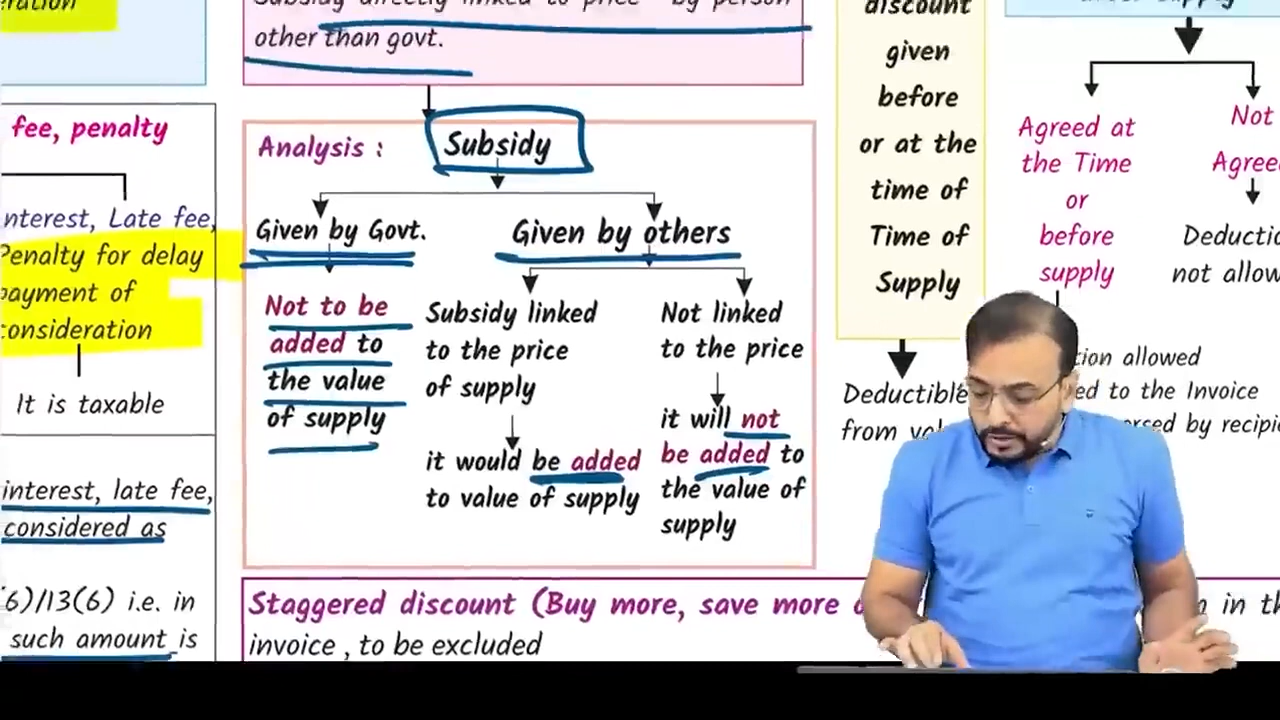 other than govt.
fee, penalty
Interest, Late fee,
Penalty for delay
payment of
consideration
It is taxable
interest, late fee,
considered as
6)/13(6) i.e. in
such amount is
Analysis : Subsidy
Given by Govt.
Not to be
added to
the value
of supply
Given by others
Subsidy linked
to the price
of supply
it would be added
to value of supply
Not linked
to the price
it will not
be added to
the value of
supply
Staggered discount (Buy more, save more
invoice , to be excluded
discount
given
before
or at the
time of
Time of
Supply
Deductible
from
Agreed at
the Time
or
before
supply
allowed
to the Invoice
by
Not
Agree
not